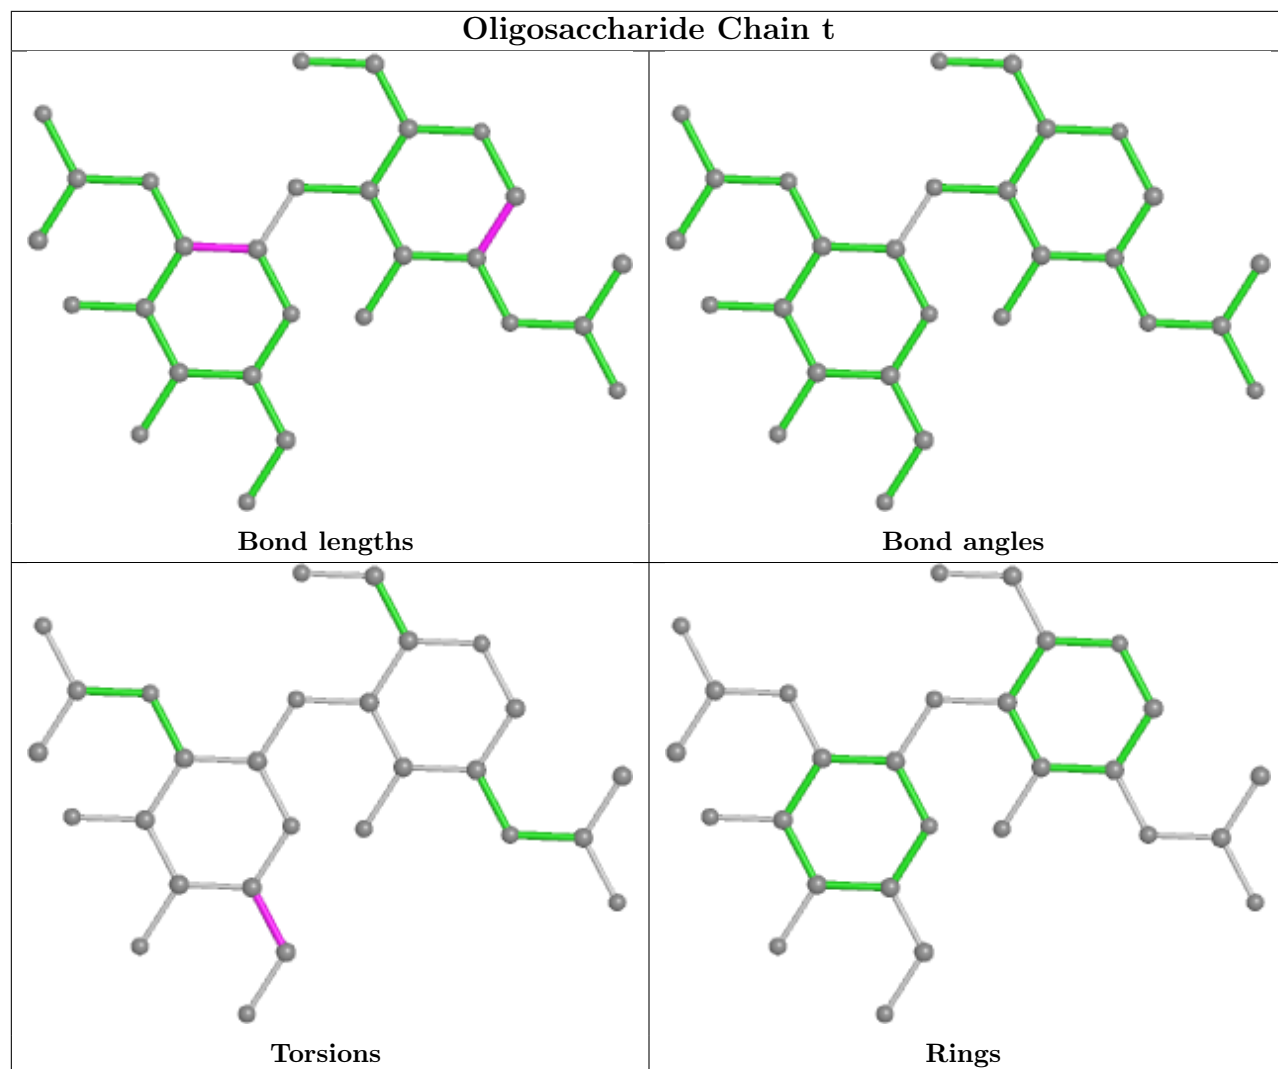 Oligosaccharide Chain t
Bond lengths
Bond angles
Torsions
Rings